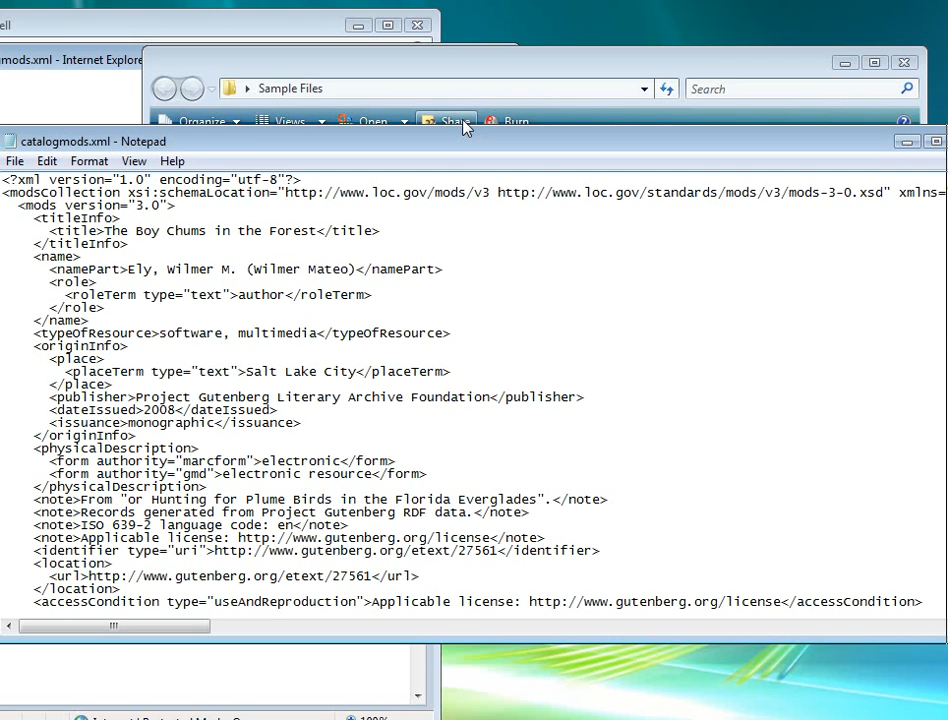 ell
mods.xml - Internet Explore
Sample Files
Search
Organize
Views
Open
Share
Burn
catalogmods.xml - Notepad
File Edit Format View Help
<?xml version="1.0" encoding="utf-8"?>
<modsCollection xsi:schemaLocation="http://www.loc.gov/mods/v3 http://www.loc.gov/standards/mods/v3/mods-3-0.xsd" xmlns=
<mods version="3.0">
<titleInfo>
<title>The Boy Chums in the Forest</title>
</titleInfo>
<name>
<namePart>Ely, Wilmer M. (Wilmer Mateo)</namePart>
<role>
<roleTerm type="text">author</roleTerm>
</role>
</name>
<typeOfResource>software, multimedia</typeOfResource>
<originInfo>
<place>
<placeTerm type="text">Salt Lake City</placeTerm>
</place>
<publisher>Project Gutenberg Literary Archive Foundation</publisher>
<dateIssued>2008</dateIssued>
<issuance>monographic</issuance>
</originInfo>
<physicalDescription>
<form authority="marcform">electronic</form>
<form authority="gmd">electronic resource</form>
</physicalDescription>
<note>From "or Hunting for Plume Birds in the Florida Everglades".</note>
<note>Records generated from Project Gutenberg RDF data.</note>
<note>ISO 639-2 language code: en</note>
<note>Applicable license: http://www.gutenberg.org/license</note>
<identifier type="uri">http://www.gutenberg.org/etext/27561</identifier>
<location>
<url>http://www.gutenberg.org/etext/27561</url>
</location>
<accessCondition type="useAndReproduction">Applicable license: http://www.gutenberg.org/license</accessCondition>
100%